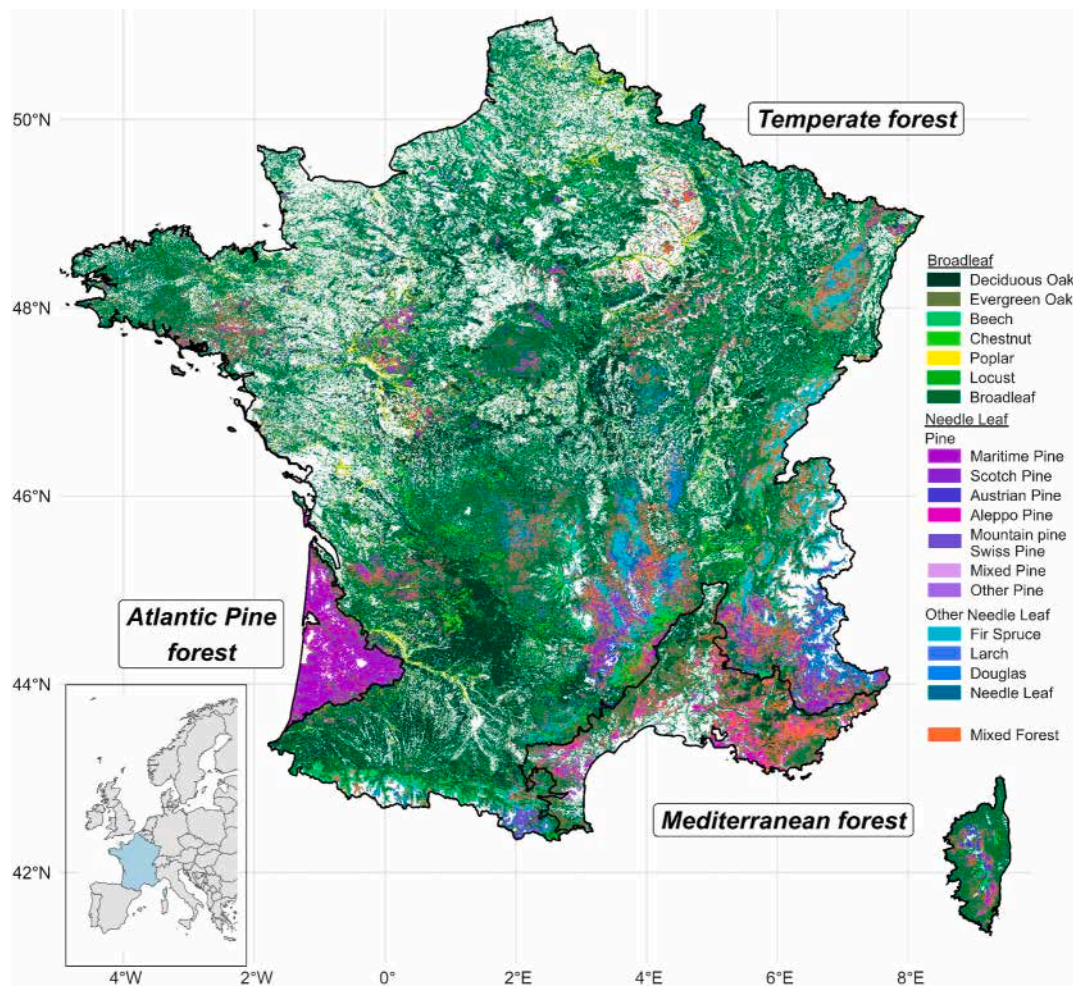 50°N
48°N
46°N
44°N
42°N
Temperate forest
Atlantic Pine
forest
Mediterranean forest
Broadleaf
Deciduous Oak
Evergreen Oak
Beech
Chestnut
Poplar
Locust
Broadleaf
Needle Leaf
Pine
Maritime Pine
Scotch Pine
Austrian Pine
Aleppo Pine
Mountain pine
Swiss Pine
Mixed Pine
Other Pine
Other Needle Leaf
Fir Spruce
Larch
Douglas
Needle Leaf
Mixed Forest
4°W
2°W
0°
2°E
4°E
6°E
8°E